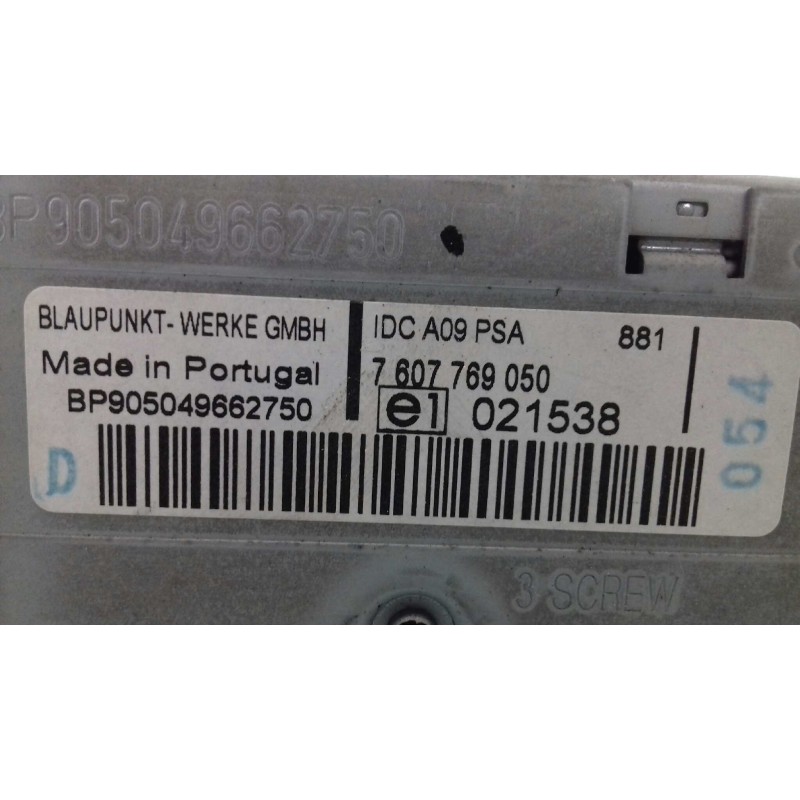 BP905049662750
BLAUPUNKT-WERKE GMBH
Made in Portugal
BP905049662750
IDC A09 PSA 881
7 607 769 050
e1 021538
D
054
3 SCREW